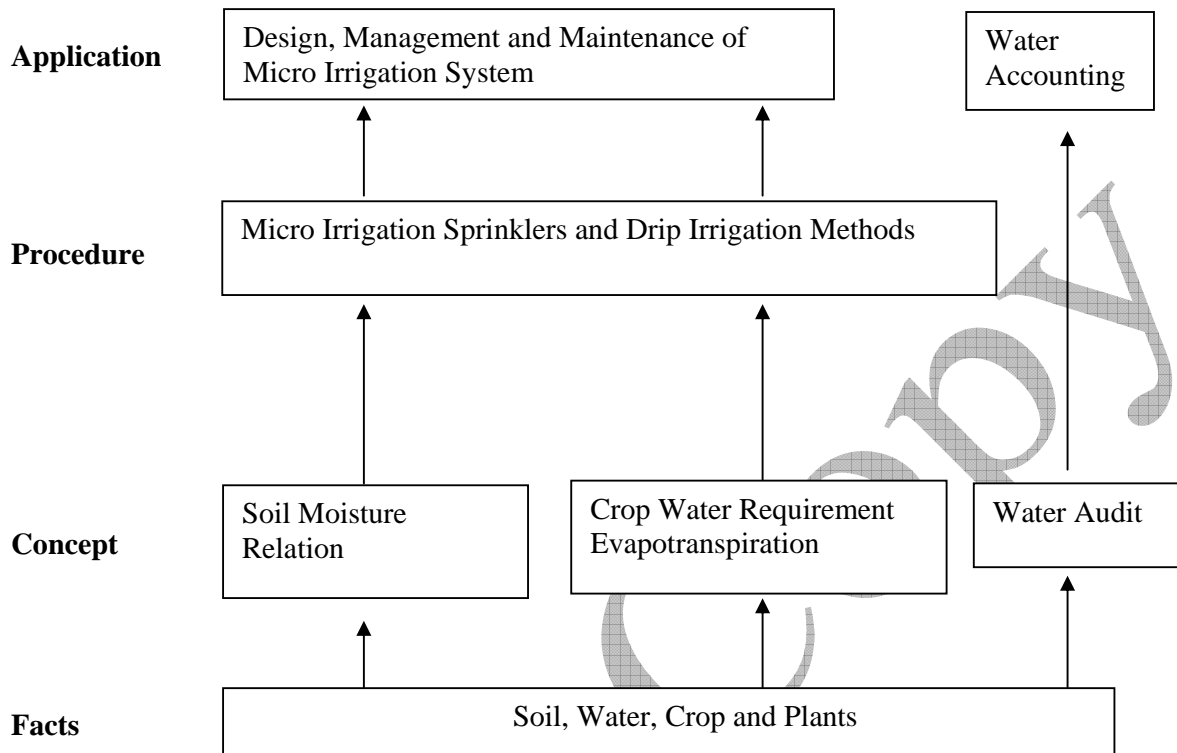 Application
Design, Management and Maintenance of
Micro Irrigation System
Water
Accounting
Procedure
Micro Irrigation Sprinklers and Drip Irrigation Methods
Concept
Soil Moisture
Relation
Crop Water Requirement
Evapotranspiration
Water Audit
Facts
Soil, Water, Crop and Plants
Copy